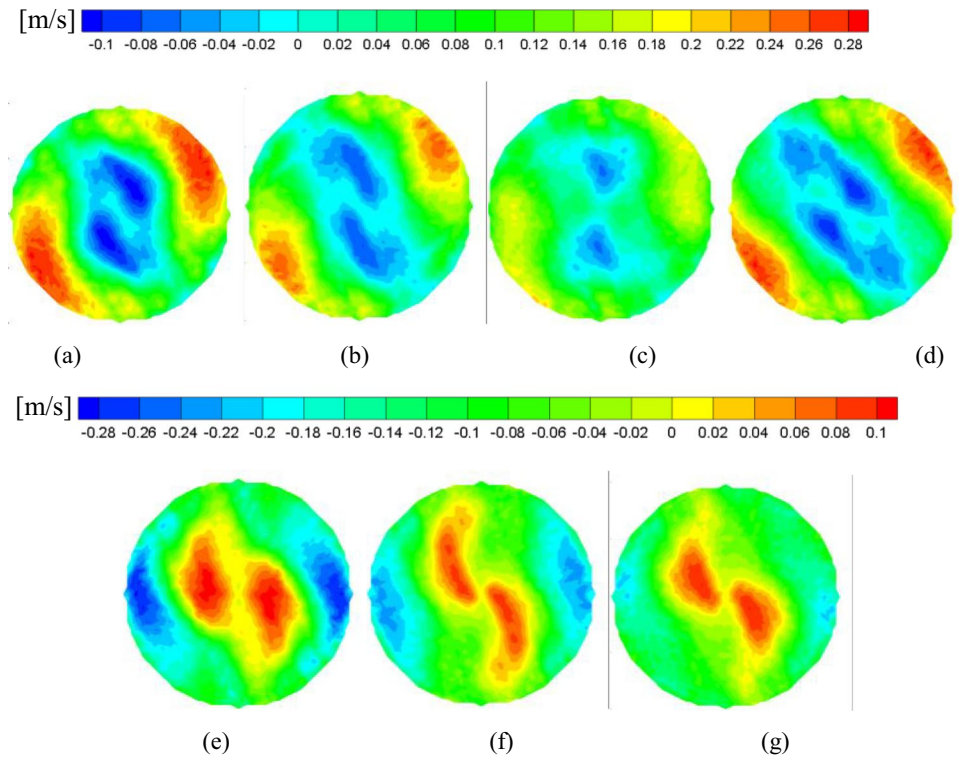 [m/s]
-0.1 -0.08 -0.06 -0.04 -0.02 0 0.02 0.04 0.06 0.08 0.1 0.12 0.14 0.16 0.18 0.2 0.22 0.24 0.26 0.28
(a) (b) (c) (d)
[m/s]
-0.28 -0.26 -0.24 -0.22 -0.2 -0.18 -0.16 -0.14 -0.12 -0.1 -0.08 -0.06 -0.04 -0.02 0 0.02 0.04 0.06 0.08 0.1
(e) (f) (g)